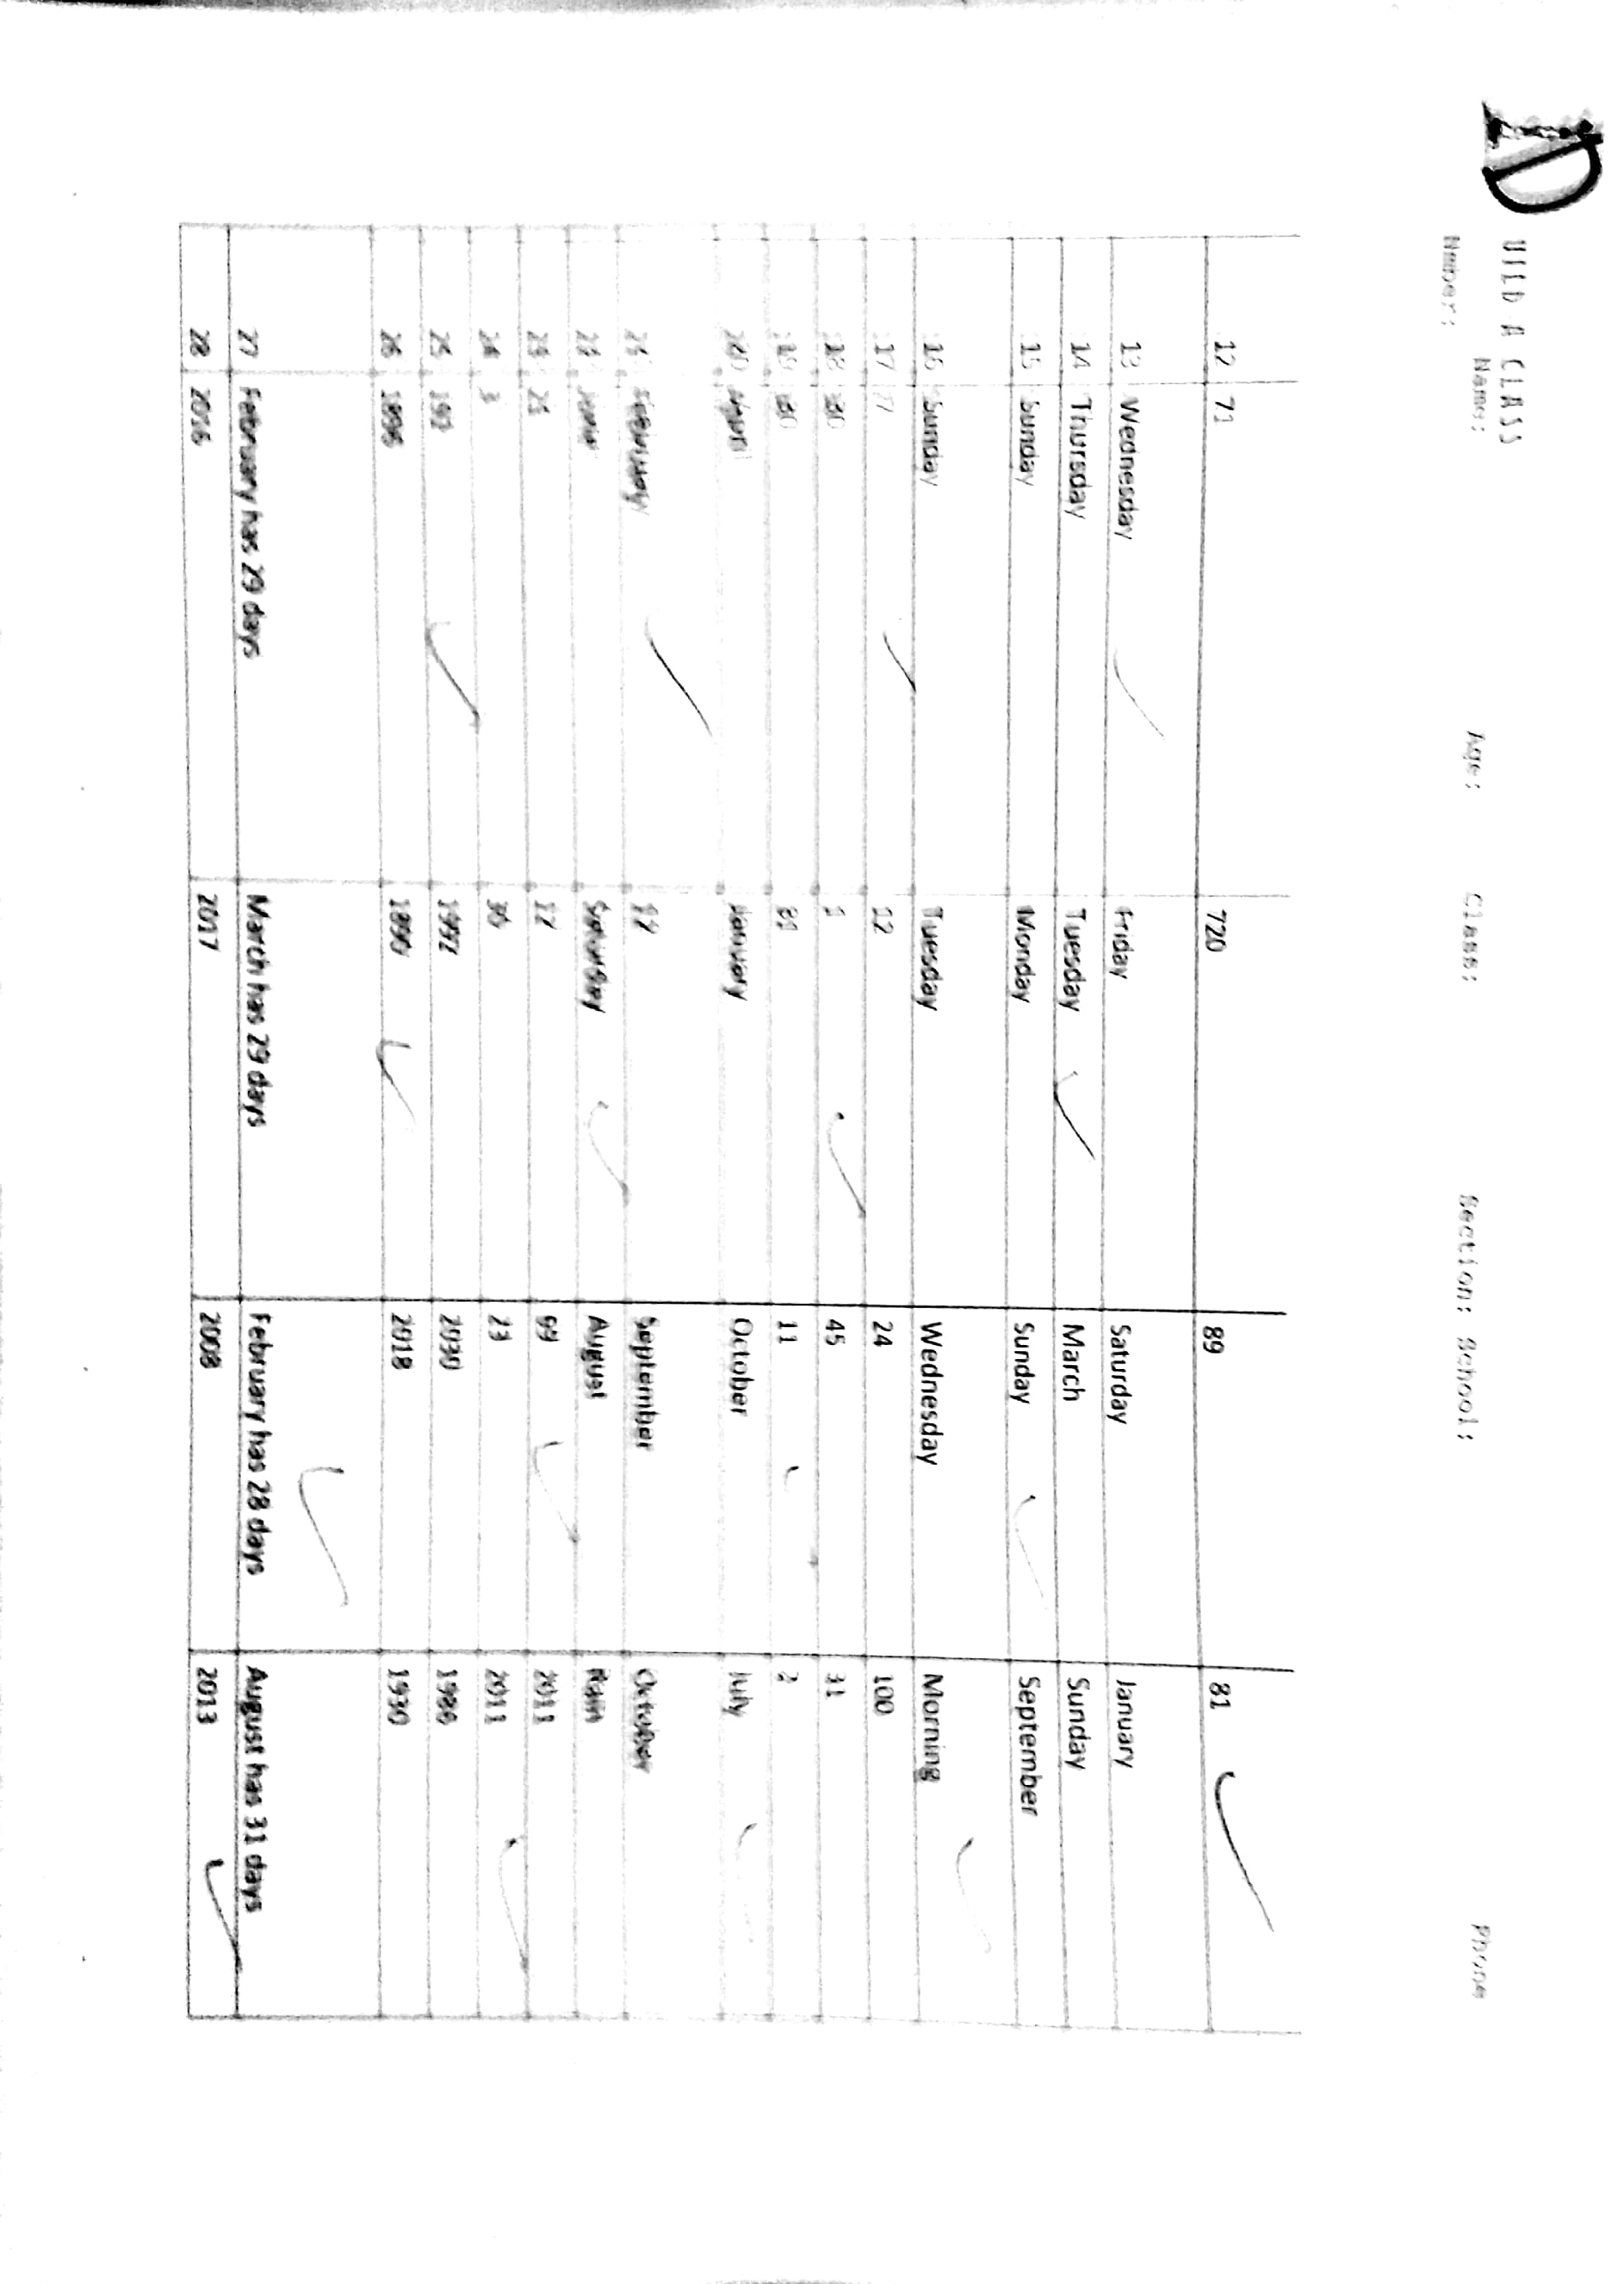 UILD A CLASS
Name: Age: Class: Section: School: Phone
Nmber:
12 71 720 89 81
13 Wednesday Friday Saturday January
14 Thursday Tuesday March Sunday
15 Sunday Monday Sunday September
16 Sunday Tuesday Wednesday Morning
17 7 12 24 100
18 30 1 45 31
19 30 31 11 2
20 April January October July
21 February 12 September October
22 June Saturday August Rain
23 21 12 99 2011
24 3 30 23 2011
25 192 1992 2030 1986
26 1896 1890 2018 1930
27 February has 29 days March has 29 days February has 28 days August has 31 days
28 2016 2017 2008 2013